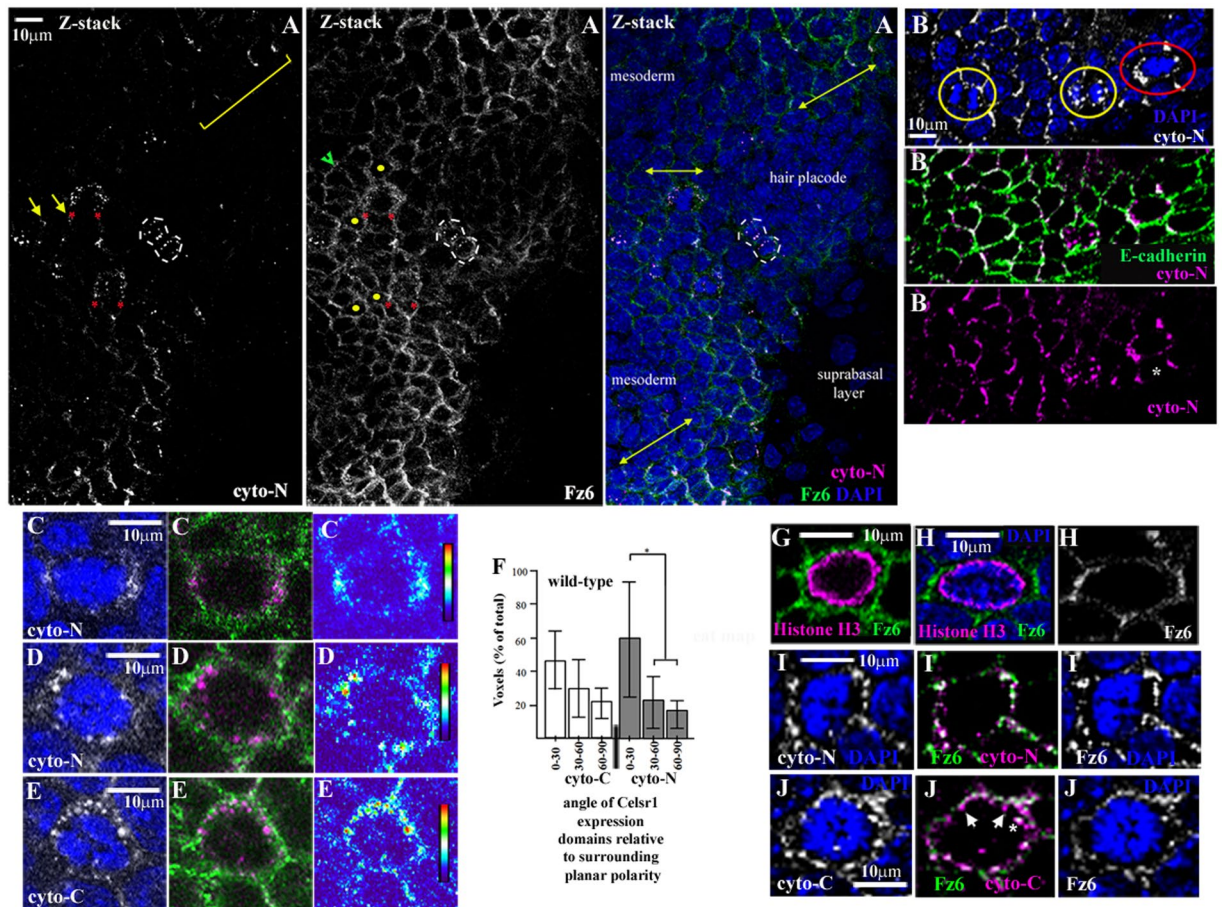 Z-stack A
10µm
cyto-N
Z-stack A
Fz6
Z-stack A
mesoderm
hair placode
mesoderm
suprabasal
layer
cyto-N
Fz6 DAPI
B
DAPI
cyto-N
10µm
B
E-cadherin
cyto-N
B
*
cyto-N
C
10µm
cyto-N
C
C
D
10µm
cyto-N
D
D
E
10µm
cyto-C
E
E
F
wild-type
*
Voxels (% of total)
100
80
60
40
20
0-30
30-60
60-90
0-30
30-60
60-90
cyto-C
cyto-N
angle of Celsr1
expression
domains relative
to surrounding
planar polarity
G
10µm
Histone H3 Fz6
H
DAPI
10µm
Histone H3 Fz6
H
Fz6
I
10µm
cyto-N DAPI
I
Fz6 cyto-N
I
Fz6 DAPI
J
DAPI
cyto-C 10µm
J
*
Fz6 cyto-C
J
DAPI
Fz6